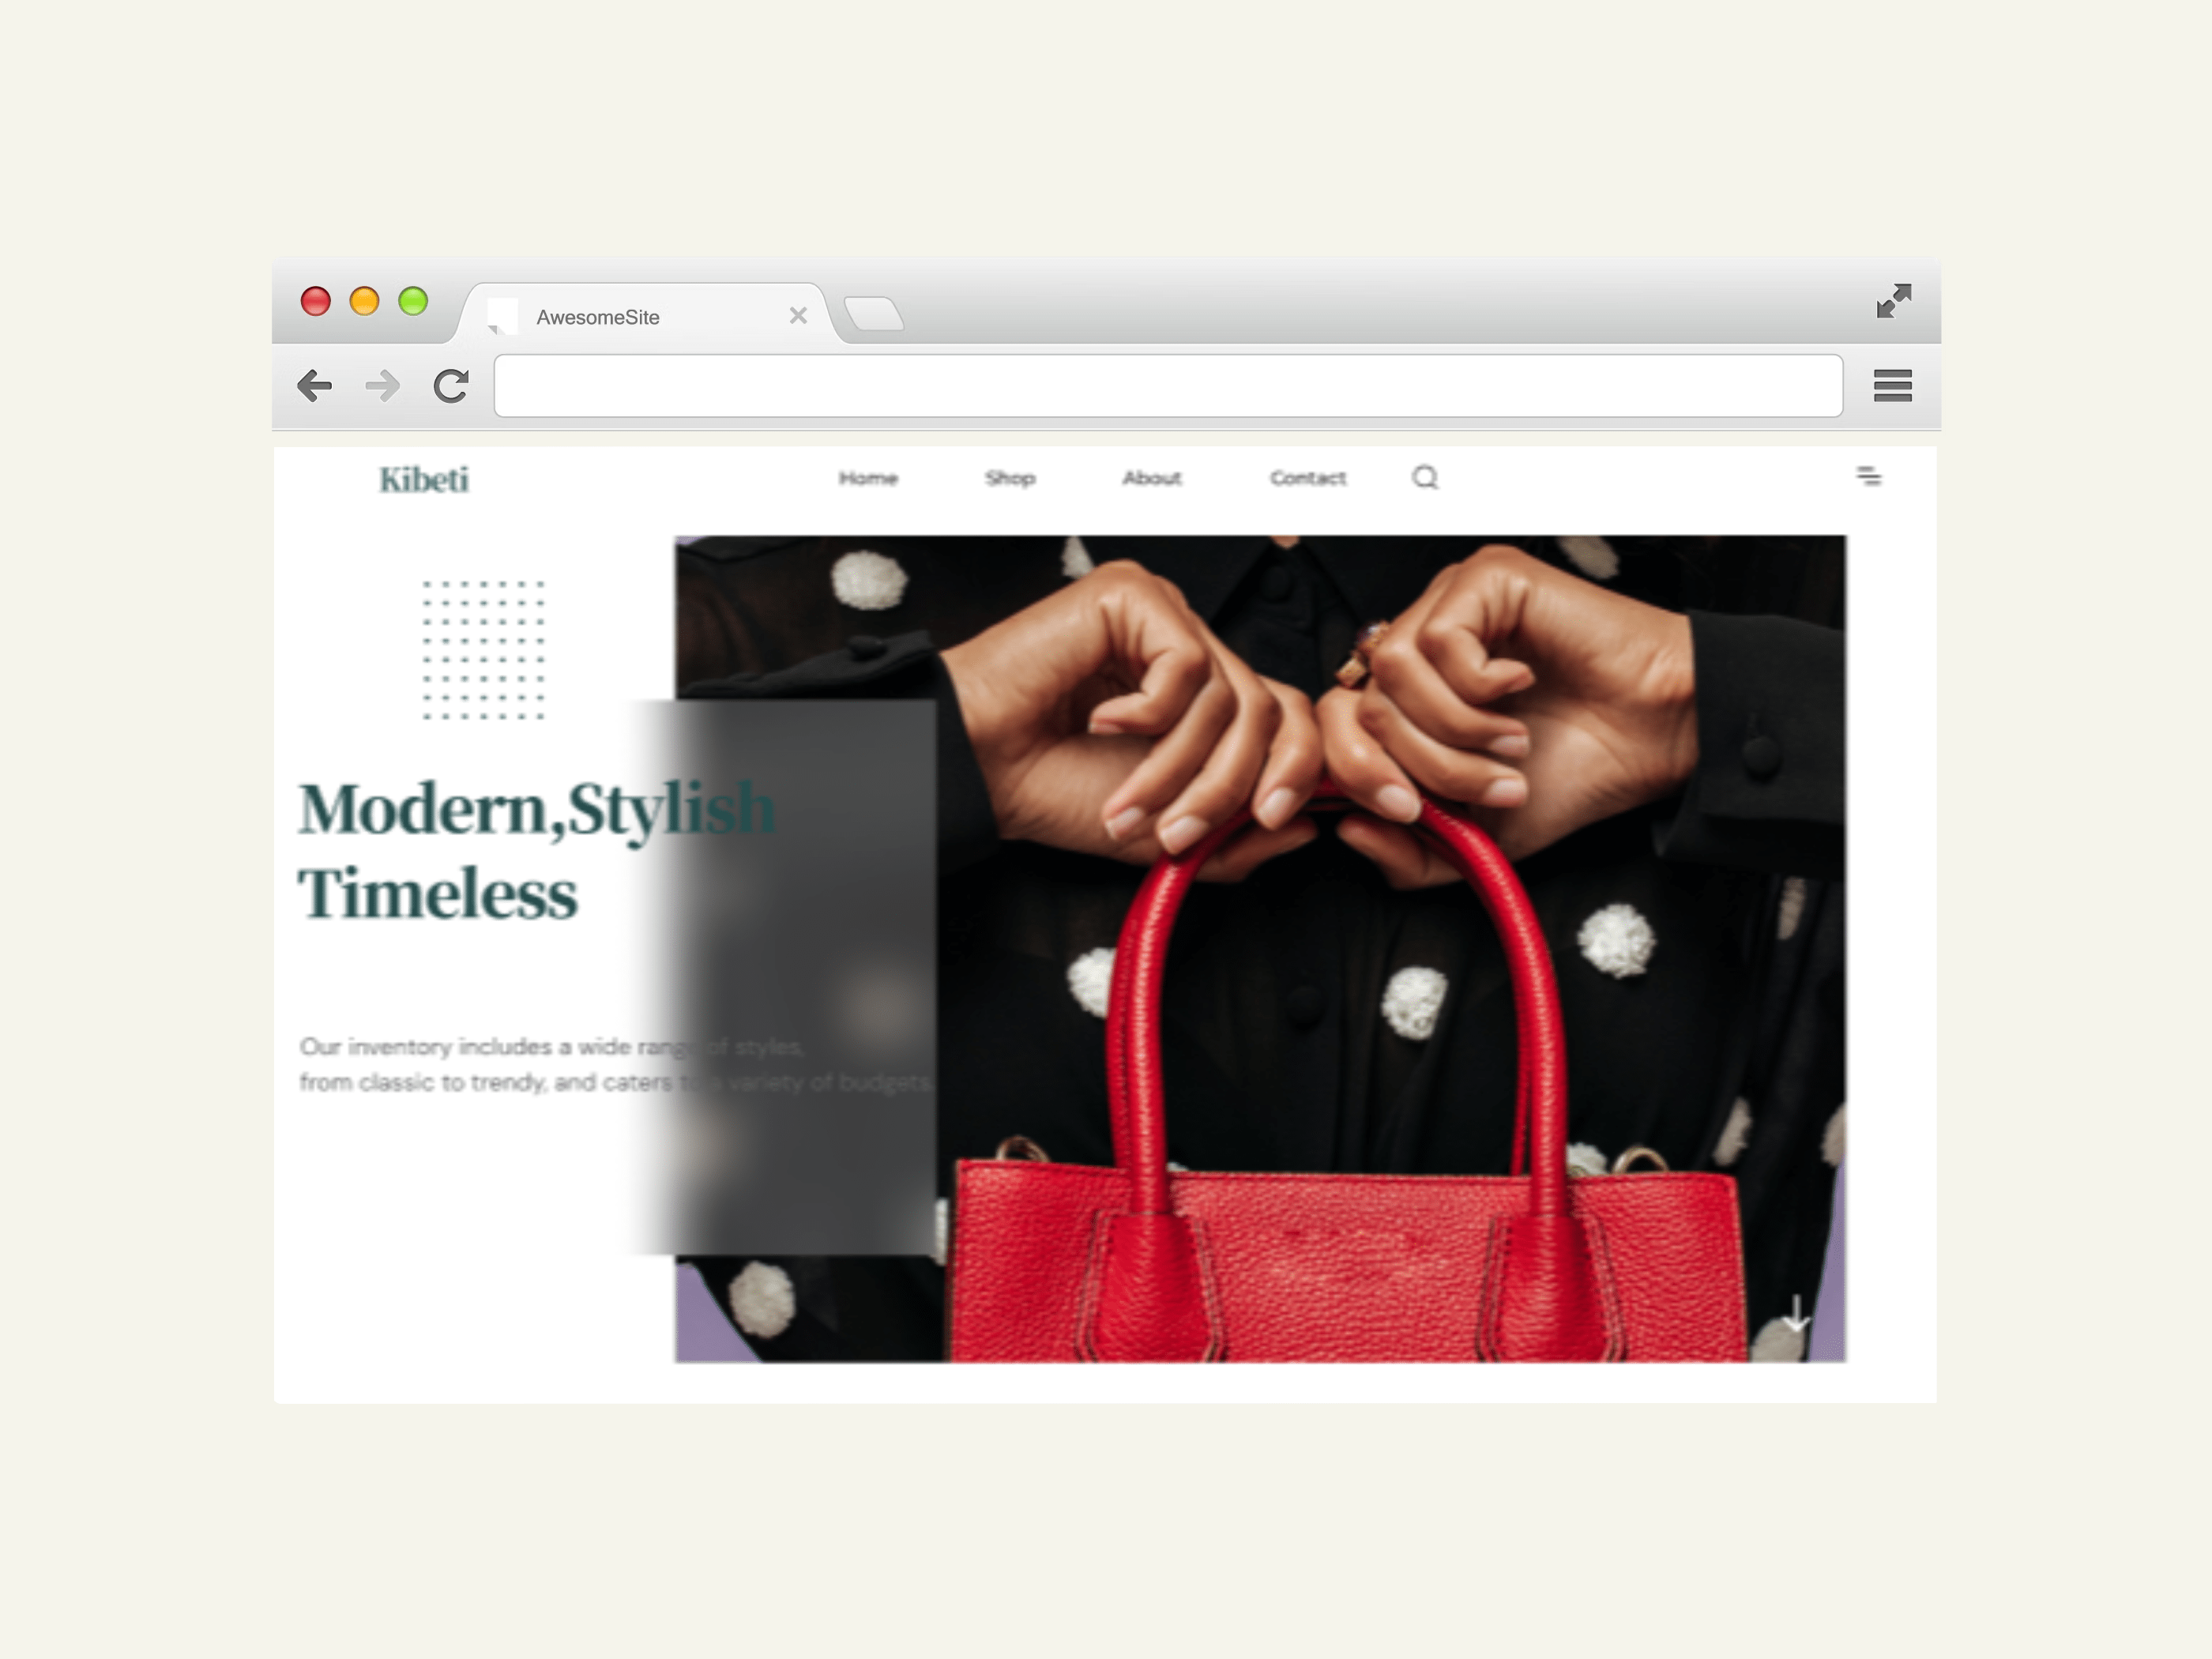 AwesomeSite
Kibeti
Home Shop About Contact
Modern,Stylish
Timeless
Our inventory includes a wide range of styles,
from classic to trendy, and caters to a variety of budgets.